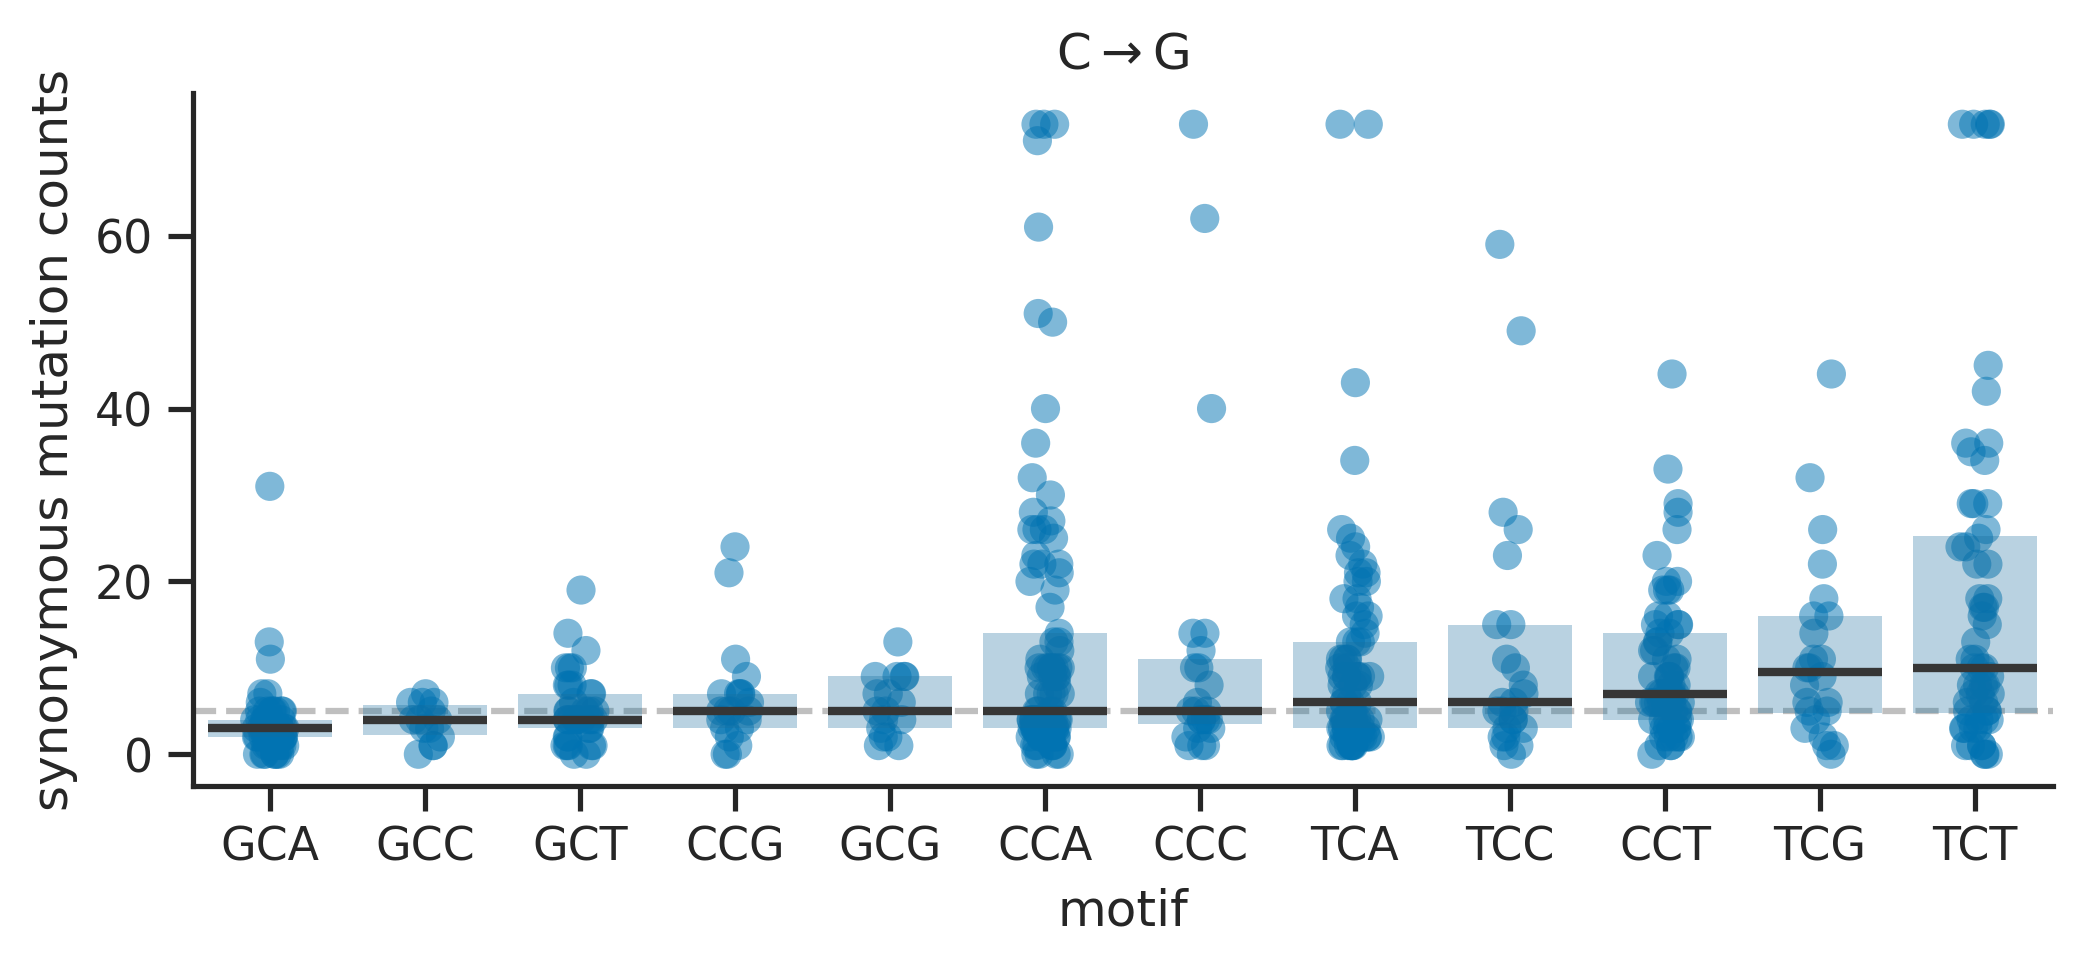 C → G
synonymous mutation counts
60
40
20
0
GCA GCC GCT CCG GCG CCA CCC TCA TCC CCT TCG TCT
motif